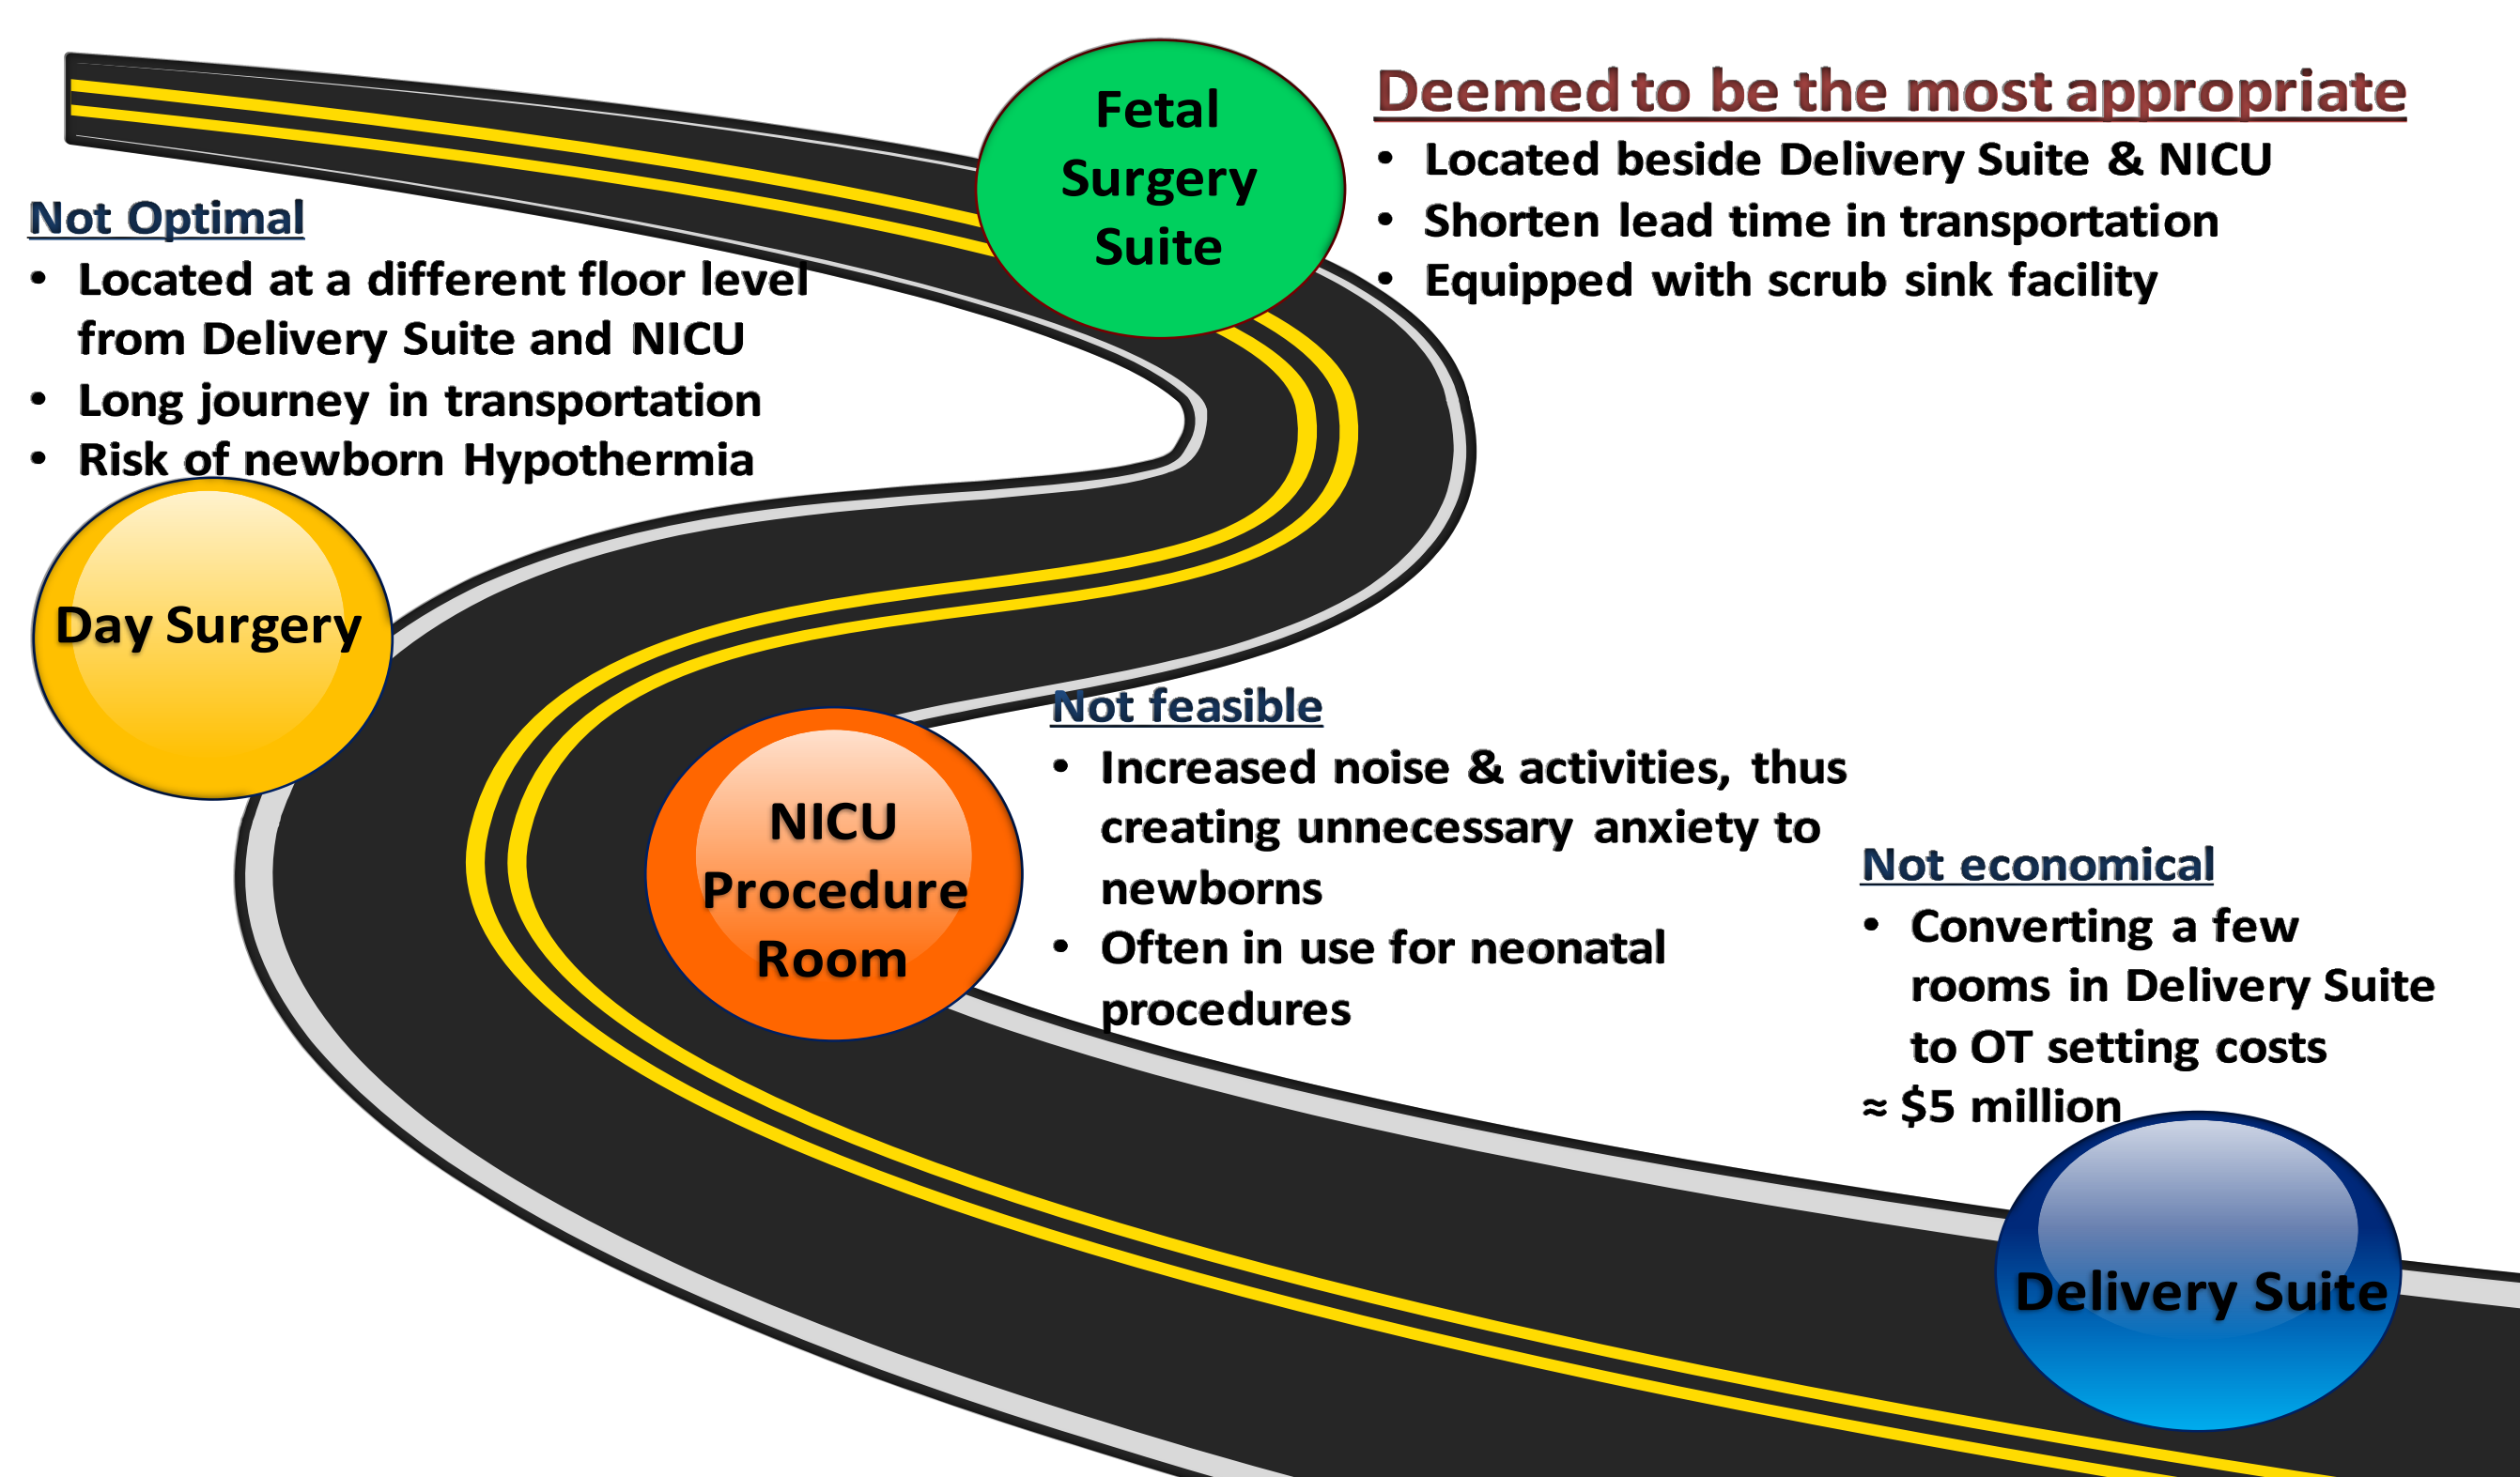 Fetal
Surgery
Suite
Deemed to be the most appropriate
• Located beside Delivery Suite & NICU
• Shorten lead time in transportation
• Equipped with scrub sink facility
Not Optimal
• Located at a different floor level
from Delivery Suite and NICU
• Long journey in transportation
• Risk of newborn Hypothermia
Day Surgery
NICU
Procedure
Room
Not feasible
• Increased noise & activities, thus
creating unnecessary anxiety to
newborns
• Often in use for neonatal
procedures
Not economical
• Converting a few
rooms in Delivery Suite
to OT setting costs
≈ $5 million
Delivery Suite